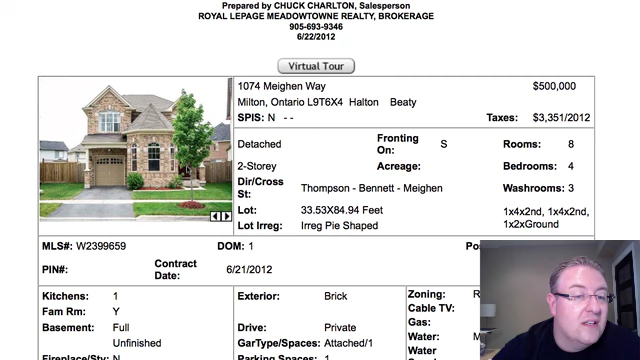 Prepared by CHUCK CHARLTON, Salesperson
ROYAL LEPAGE MEADOWTOWNE REALTY, BROKERAGE
905-693-9346
6/22/2012
Virtual Tour
1074 Meighen Way $500,000
Milton, Ontario L9T6X4 Halton Beaty
SPIS: N - - Taxes: $3,351/2012
Detached Fronting On: S Rooms: 8
2-Storey Acreage: Bedrooms: 4
Dir/Cross St: Thompson - Bennett - Meighen Washrooms: 3
Lot: 33.53X84.94 Feet 1x4x2nd, 1x4x2nd,
Lot Irreg: Irreg Pie Shaped 1x2xGround
MLS#: W2399659 DOM: 1
PIN#: Contract Date: 6/21/2012
Kitchens: 1 Exterior: Brick Zoning:
Fam Rm: Y Cable TV:
Basement: Full Drive: Private Gas:
Unfinished GarType/Spaces: Attached/1 Water:
Fireplace/Stv: N Parking Spaces: 1 Water